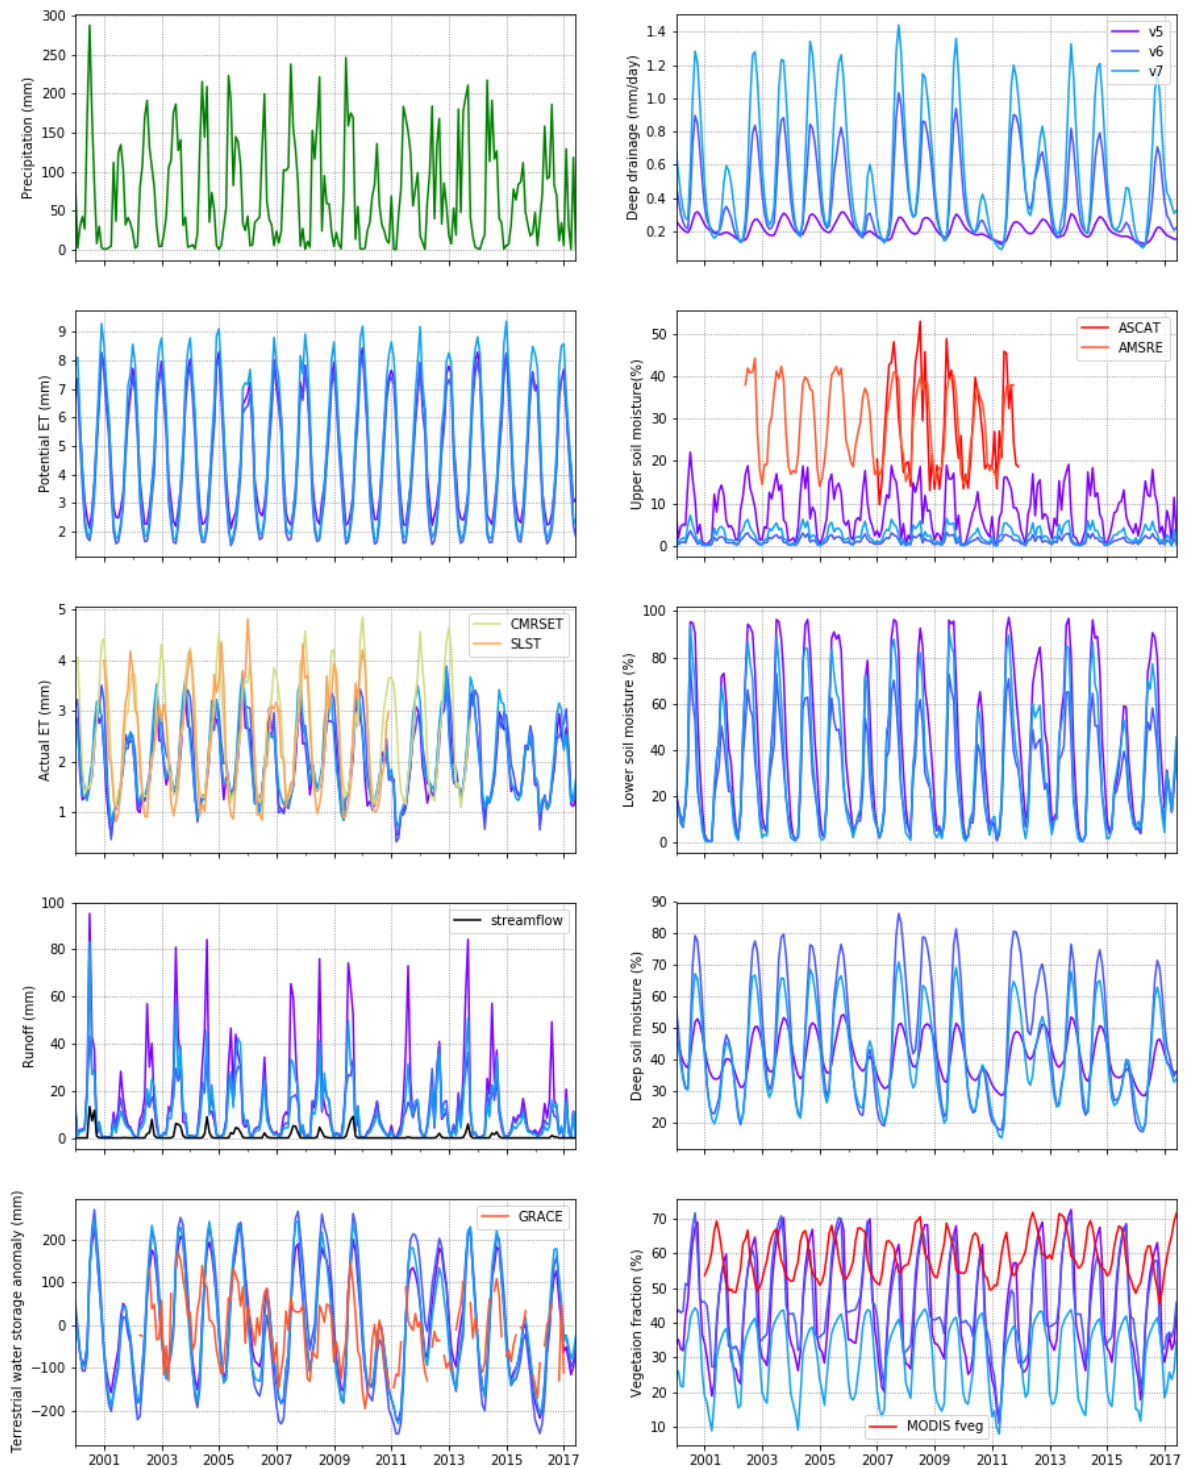 Precipitation (mm)
300
250
200
150
100
50
0
Deep drainage (mm/day)
1.4
1.2
1.0
0.8
0.6
0.4
0.2
v5
v6
v7
Potential ET (mm)
9
8
7
6
5
4
3
2
Upper soil moisture(%)
50
40
30
20
10
0
ASCAT
AMSRE
Actual ET (mm)
5
4
3
2
1
CMRSET
SLST
Lower soil moisture (%)
100
80
60
40
20
0
Runoff (mm)
100
80
60
40
20
0
streamflow
Deep soil moisture (%)
90
80
70
60
50
40
30
20
Terrestrial water storage anomaly (mm)
200
100
0
−100
−200
GRACE
2001 2003 2005 2007 2009 2011 2013 2015 2017
Vegetaion fraction (%)
70
60
50
40
30
20
10
MODIS fveg
2001 2003 2005 2007 2009 2011 2013 2015 2017